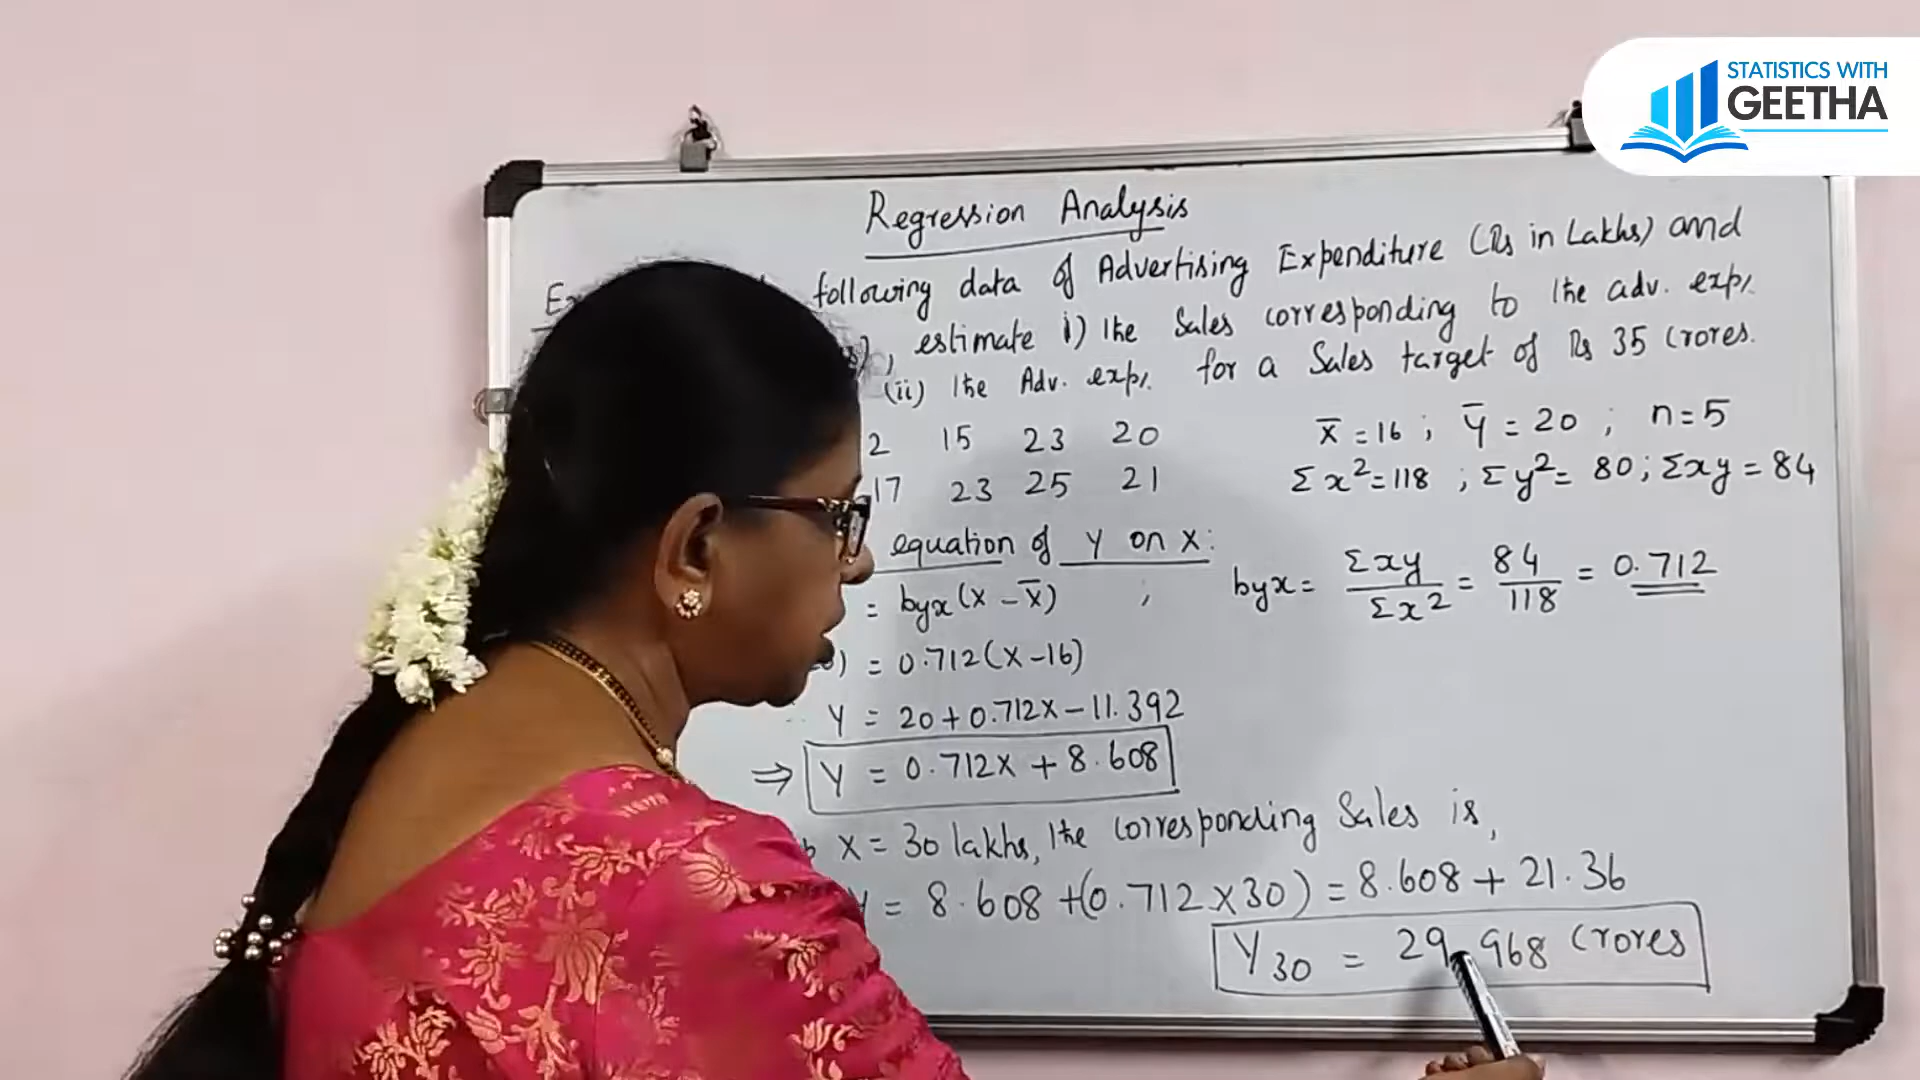 STATISTICS WITH
GEETHA
Regression Analysis
following data of Advertising Expenditure (Rs in Lakhs) and
, estimate i) the Sales corresponding to the adv. exp/.
(ii) the Adv. exp/. for a Sales target of Rs 35 Crores.
2 15 23 20
17 23 25 21
x̄ = 16 ; ȳ = 20 ; n = 5
Σx² = 118 ; Σy² = 80 ; Σxy = 84
equation of Y on X :
= byx (X - X̄) ;
byx = Σxy / Σx² = 84 / 118 = 0.712
) = 0.712 (X - 16)
Y = 20 + 0.712X - 11.392
⇒ Y = 0.712X + 8.608
X = 30 lakhs, the corresponding Sales is,
= 8.608 + (0.712 × 30) = 8.608 + 21.36
Y₃₀ = 29.968 Crores